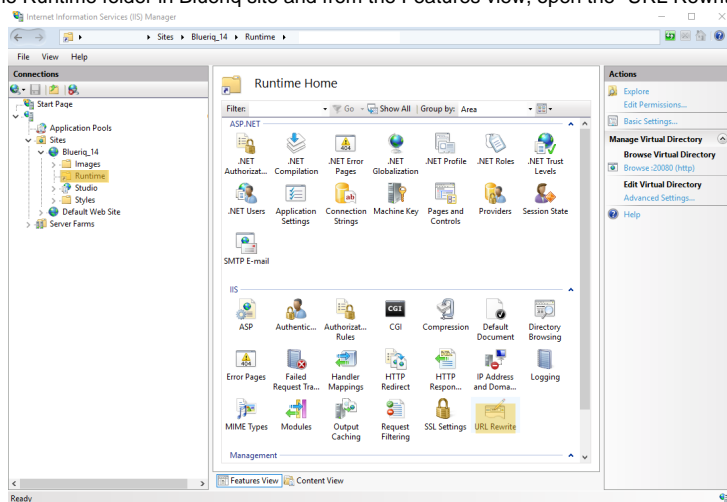 Runtime folder in Blueriq site and from the Features view, open the "URL Rewrit
Internet Information Services (IIS) Manager
Sites
Blueriq_14
Runtime
File View Help
Connections
Start Page
Application Pools
Sites
Blueriq_14
Images
Runtime
Studio
Styles
Default Web Site
Server Farms
Runtime Home
Filter: Go Show All Group by: Area
ASP.NET
.NET Authorizat...
.NET Compilation
.NET Error Pages
.NET Globalization
.NET Profile
.NET Roles
.NET Trust Levels
.NET Users
Application Settings
Connection Strings
Machine Key
Pages and Controls
Providers
Session State
SMTP E-mail
IIS
ASP
Authentic...
Authorizat... Rules
CGI
Compression
Default Document
Directory Browsing
Error Pages
Failed Request Tra...
Handler Mappings
HTTP Redirect
HTTP Respon...
IP Address and Doma...
Logging
MIME Types
Modules
Output Caching
Request Filtering
SSL Settings
URL Rewrite
Management
Features View Content View
Actions
Explore
Edit Permissions...
Basic Settings...
Manage Virtual Directory
Browse Virtual Directory
Browse :20080 (http)
Edit Virtual Directory
Advanced Settings...
Help
Ready